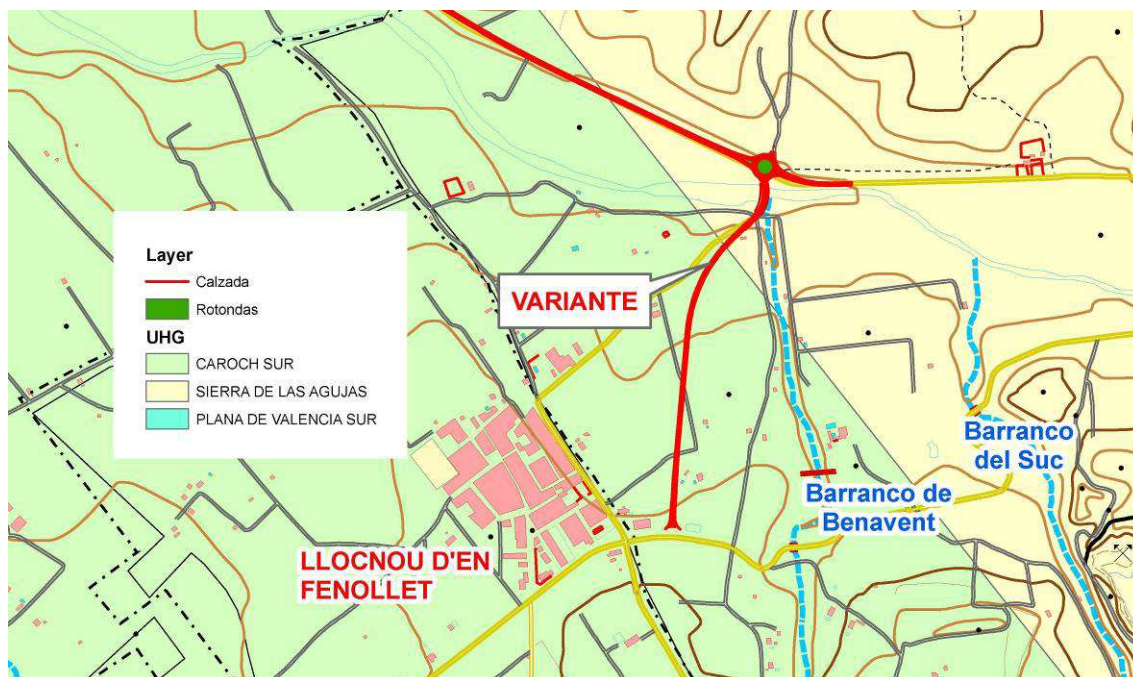 Layer
Calzada
Rotondas
UHG
CAROCH SUR
SIERRA DE LAS AGUJAS
PLANA DE VALENCIA SUR
VARIANTE
Barranco
del Suc
Barranco de
Benavent
LLOCNOU D'EN
FENOLLET